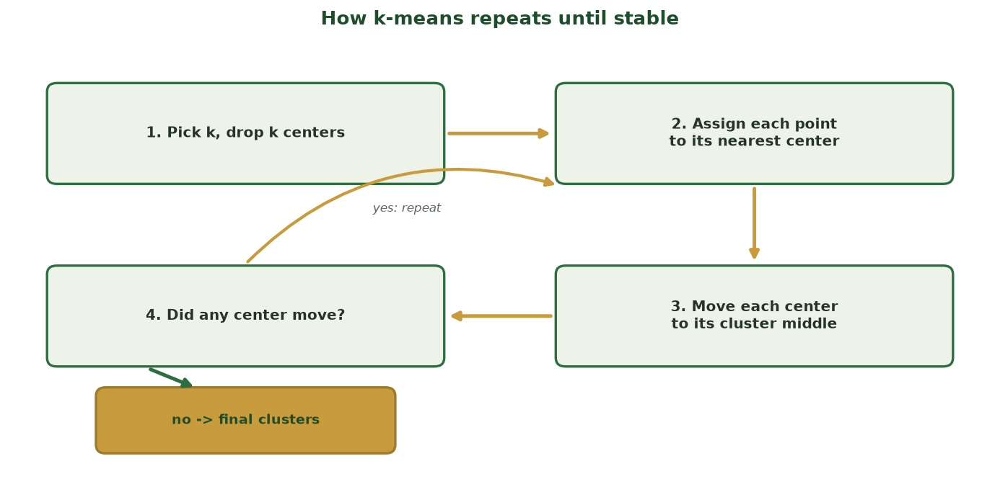 How k-means repeats until stable
1. Pick k, drop k centers
2. Assign each point
to its nearest center
yes: repeat
4. Did any center move?
3. Move each center
to its cluster middle
no -> final clusters